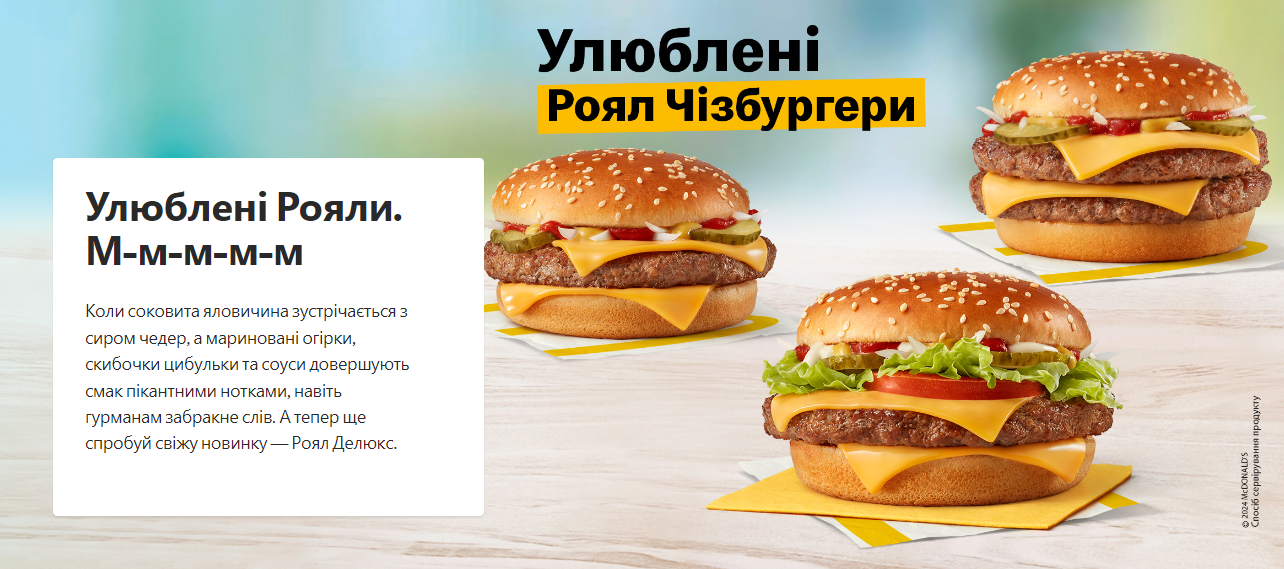 Улюблені
Роял Чізбургери
Улюблені Рояли.
М-м-м-м-м
Коли соковита яловичина зустрічається з
сиром чедер, а мариновані огірки,
скибочки цибульки та соуси довершують
смак пікантними нотками, навіть
гурманам забракне слів. А тепер ще
спробуй свіжу новинку — Роял Делюкс.
© 2024 McDONALD'S
Спосіб сервірування продукту